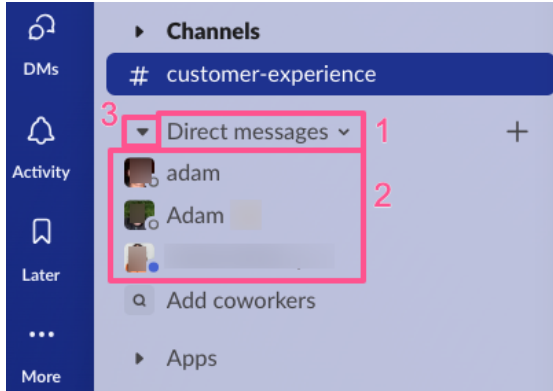 DMs
Activity
Later
More
Channels
# customer-experience
3
Direct messages
1
adam
2
Adam
Add coworkers
Apps